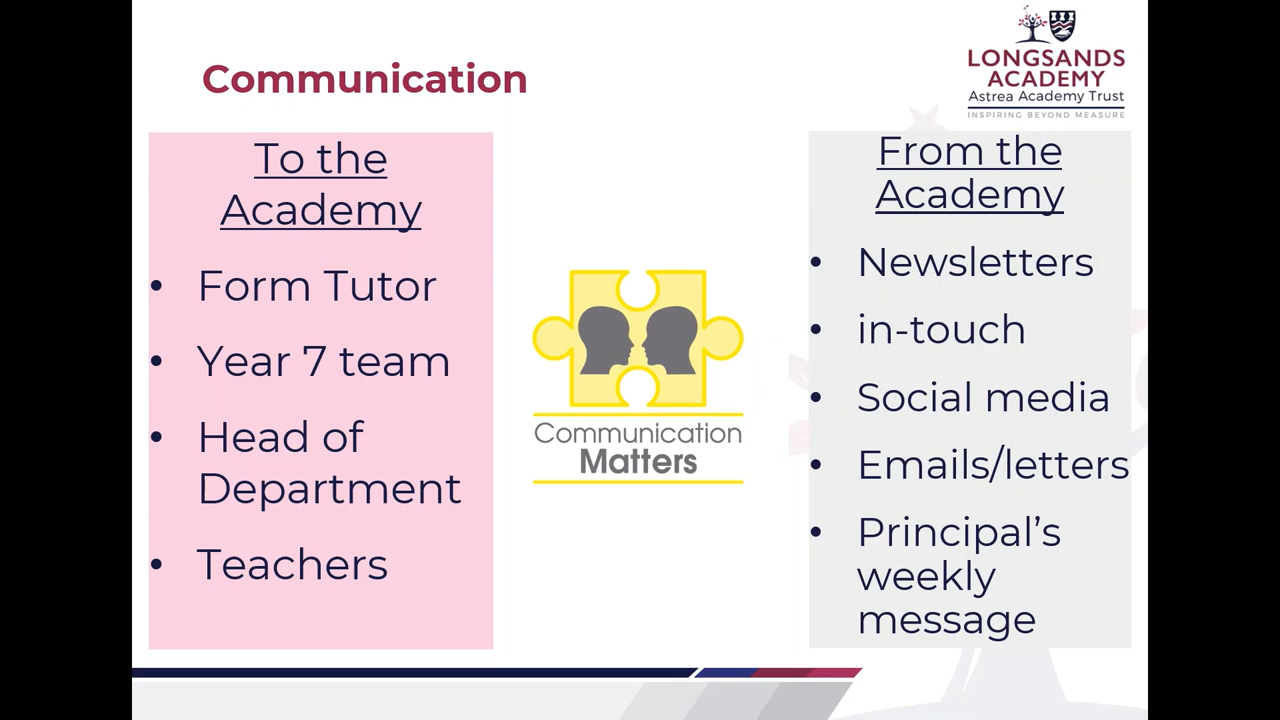 Communication
LONGSANDS
ACADEMY
Astrea Academy Trust
INSPIRING BEYOND MEASURE
To the
Academy
• Form Tutor
• Year 7 team
• Head of
Department
• Teachers
Communication
Matters
From the
Academy
• Newsletters
• in-touch
• Social media
• Emails/letters
• Principal’s
weekly
message